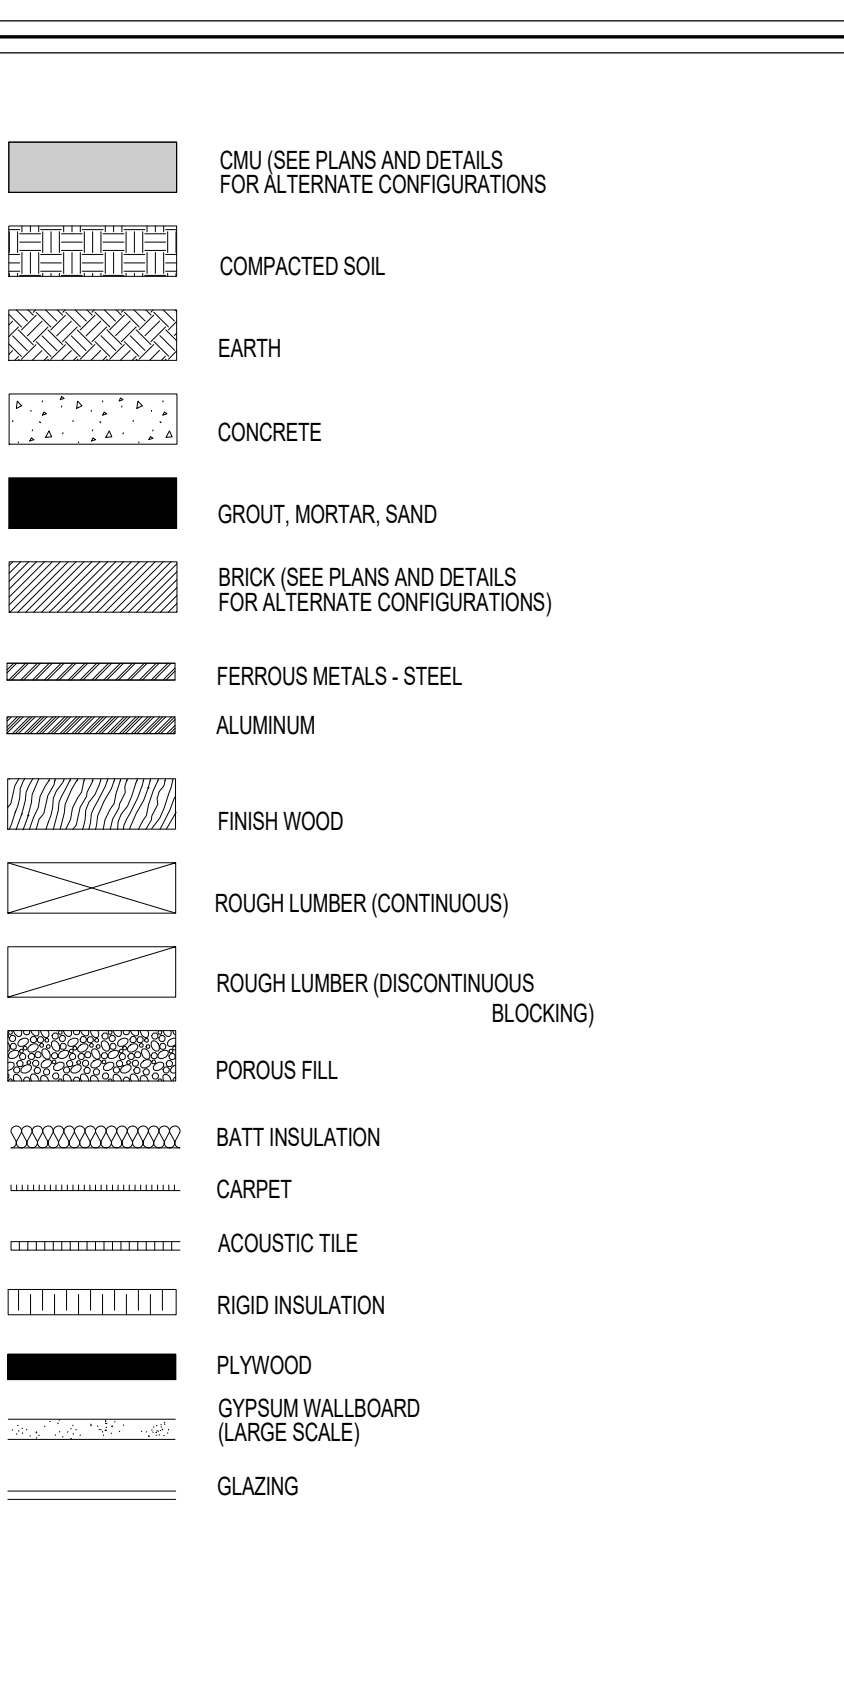 CMU (SEE PLANS AND DETAILS
FOR ALTERNATE CONFIGURATIONS
COMPACTED SOIL
EARTH
CONCRETE
GROUT, MORTAR, SAND
BRICK (SEE PLANS AND DETAILS
FOR ALTERNATE CONFIGURATIONS)
FERROUS METALS - STEEL
ALUMINUM
FINISH WOOD
ROUGH LUMBER (CONTINUOUS)
ROUGH LUMBER (DISCONTINUOUS
BLOCKING)
POROUS FILL
BATT INSULATION
CARPET
ACOUSTIC TILE
RIGID INSULATION
PLYWOOD
GYPSUM WALLBOARD
(LARGE SCALE)
GLAZING